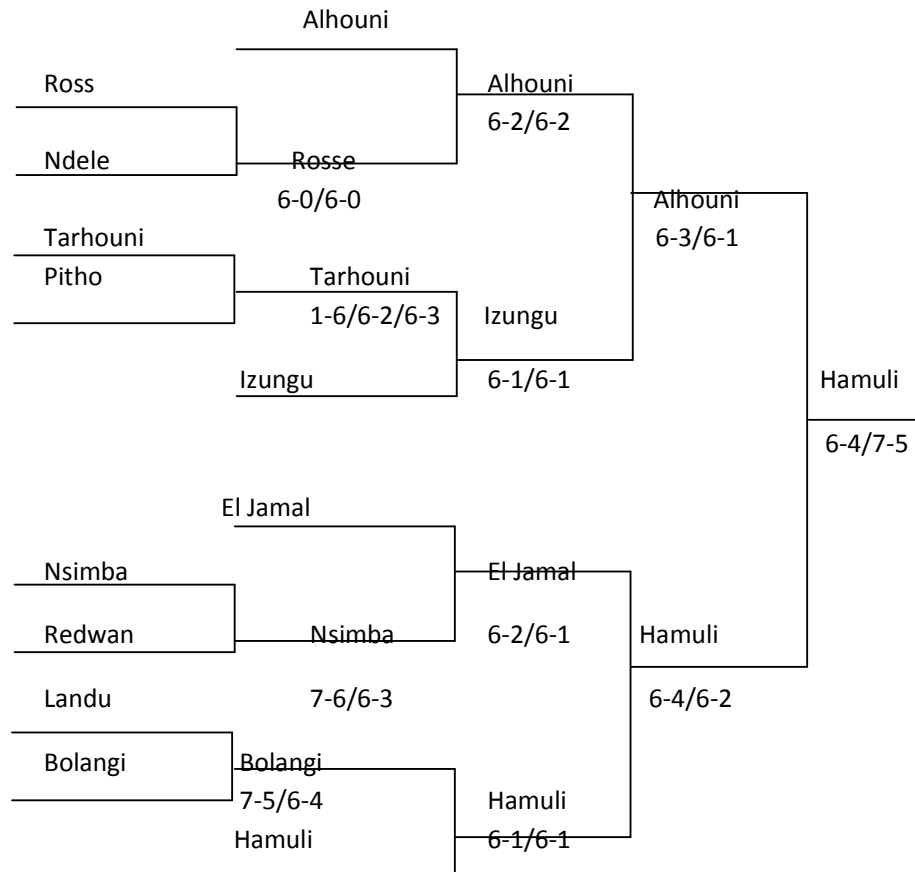 Alhouni
Ross Alhouni
6-2/6-2
Ndele Rosse
6-0/6-0 Alhouni
Tarhouni 6-3/6-1
Pitho Tarhouni
1-6/6-2/6-3 Izungu
Izungu 6-1/6-1 Hamuli
6-4/7-5
El Jamal
Nsimba El Jamal
Redwan Nsimba 6-2/6-1 Hamuli
Landu 7-6/6-3 6-4/6-2
Bolangi Bolangi
7-5/6-4 Hamuli
Hamuli 6-1/6-1